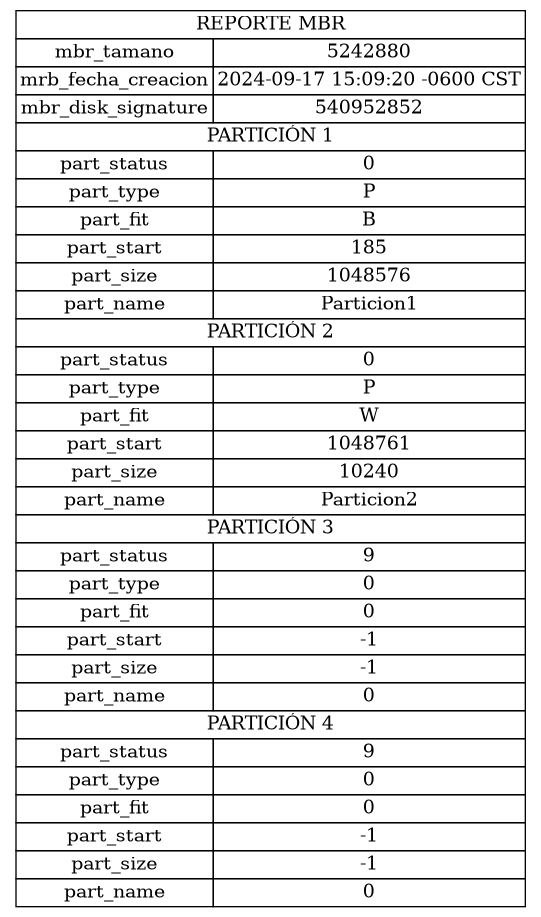 REPORTE MBR
mbr_tamano 5242880
mrb_fecha_creacion 2024-09-17 15:09:20 -0600 CST
mbr_disk_signature 540952852
PARTICIÓN 1
part_status 0
part_type P
part_fit B
part_start 185
part_size 1048576
part_name Particion1
PARTICIÓN 2
part_status 0
part_type P
part_fit W
part_start 1048761
part_size 10240
part_name Particion2
PARTICIÓN 3
part_status 9
part_type 0
part_fit 0
part_start -1
part_size -1
part_name 0
PARTICIÓN 4
part_status 9
part_type 0
part_fit 0
part_start -1
part_size -1
part_name 0